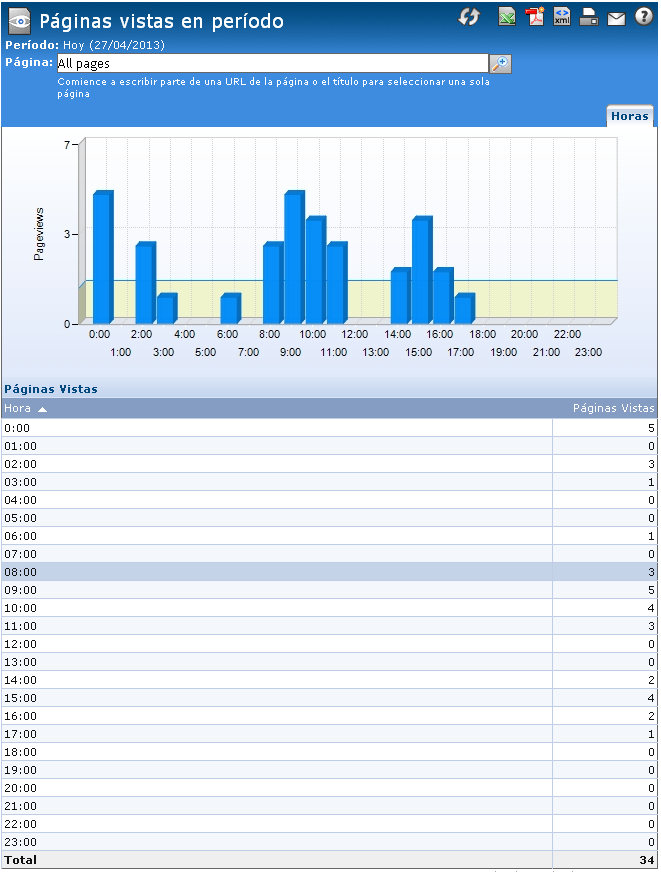 Páginas vistas en período
Período: Hoy (27/04/2013)
Página: All pages
Comience a escribir parte de una URL de la página o el título para seleccionar una sola
página
Horas
7
3
0
Pageviews
0:00 2:00 4:00 6:00 8:00 10:00 12:00 14:00 16:00 18:00 20:00 22:00
1:00 3:00 5:00 7:00 9:00 11:00 13:00 15:00 17:00 19:00 21:00 23:00
Páginas Vistas
Hora Páginas Vistas
0:00 5
01:00 0
02:00 3
03:00 1
04:00 0
05:00 0
06:00 1
07:00 0
08:00 3
09:00 5
10:00 4
11:00 3
12:00 0
13:00 0
14:00 2
15:00 4
16:00 2
17:00 1
18:00 0
19:00 0
20:00 0
21:00 0
22:00 0
23:00 0
Total 34